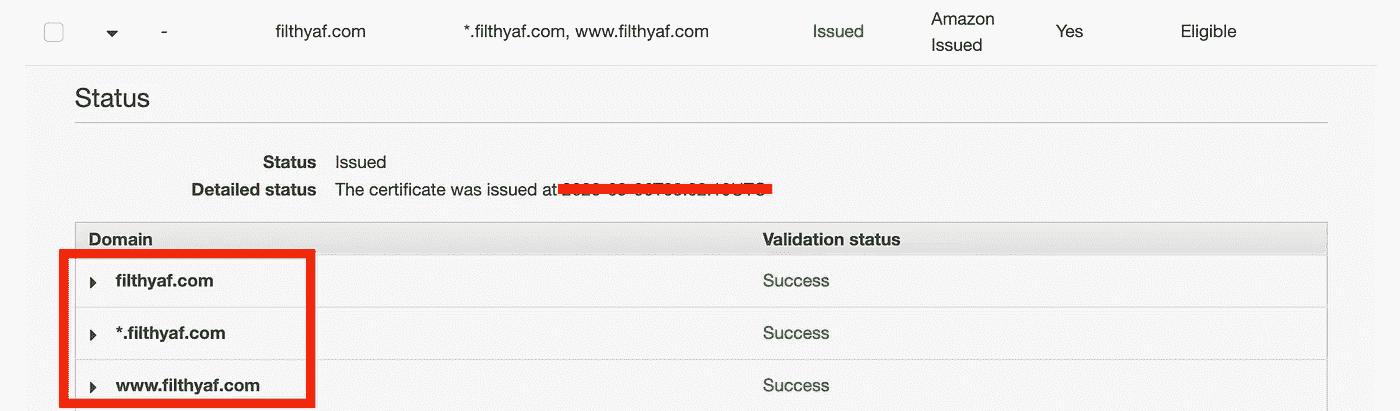 - filthyaf.com *.filthyaf.com, www.filthyaf.com Issued Amazon Issued Yes Eligible
Status
Status Issued
Detailed status The certificate was issued at
Domain Validation status
filthyaf.com Success
*.filthyaf.com Success
www.filthyaf.com Success